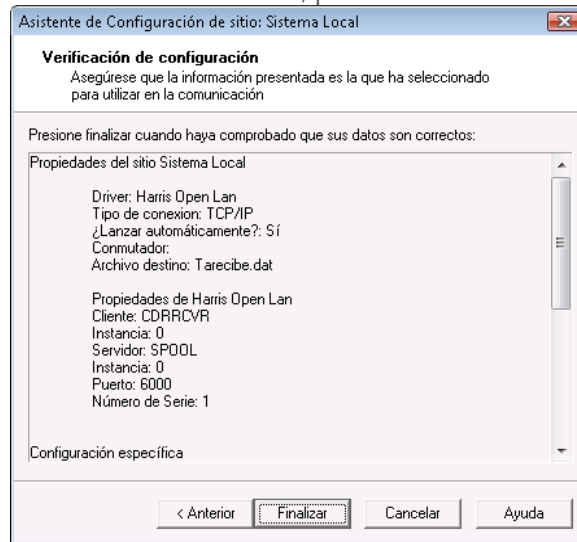 Asistente de Configuración de sitio: Sistema Local
Verificación de configuración
Asegúrese que la información presentada es la que ha seleccionado
para utilizar en la comunicación
Presione finalizar cuando haya comprobado que sus datos son correctos:
Propiedades del sitio Sistema Local
Driver: Harris Open Lan
Tipo de conexion: TCP/IP
¿Lanzar automáticamente?: Sí
Conmutador:
Archivo destino: Tarecibe.dat
Propiedades de Harris Open Lan
Cliente: CDRRCVR
Instancia: 0
Servidor: SPOOL
Instancia: 0
Puerto: 6000
Número de Serie: 1
Configuración específica
< Anterior Finalizar Cancelar Ayuda